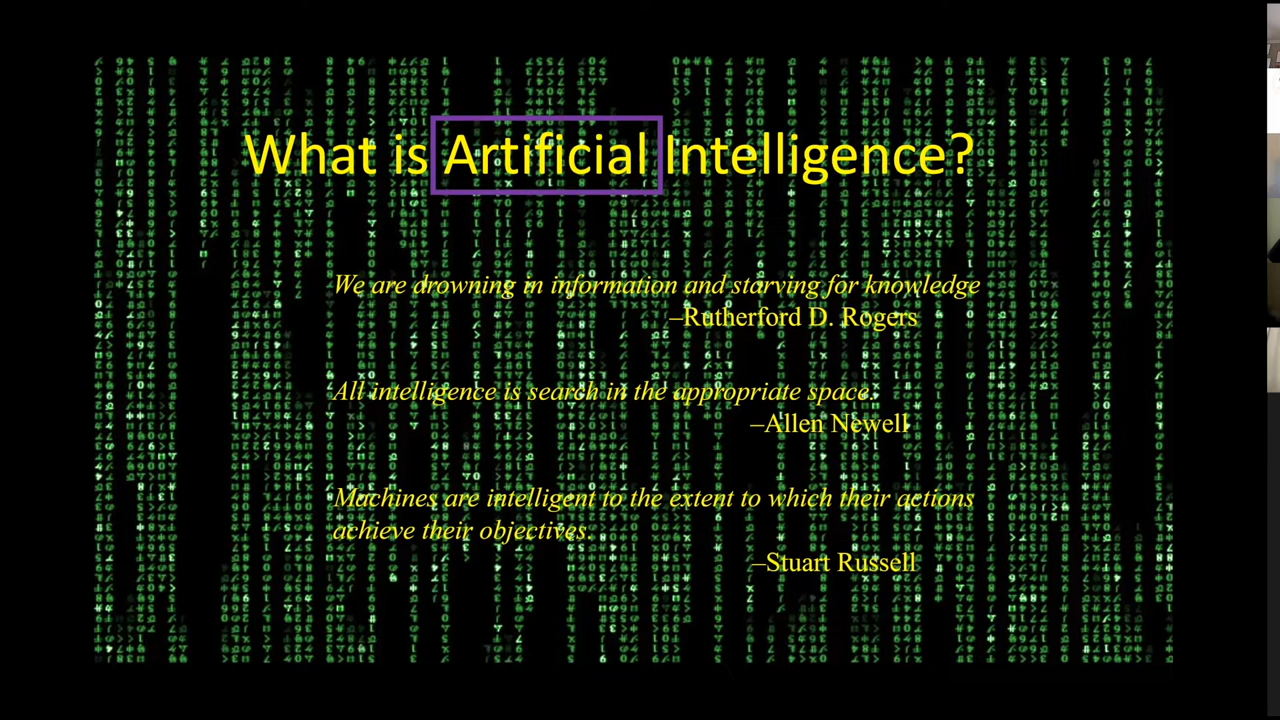 What is Artificial Intelligence?
We are drowning in information and starving for knowledge
–Rutherford D. Rogers
All intelligence is search in the appropriate space.
–Allen Newell
Machines are intelligent to the extent to which their actions
achieve their objectives.
–Stuart Russell